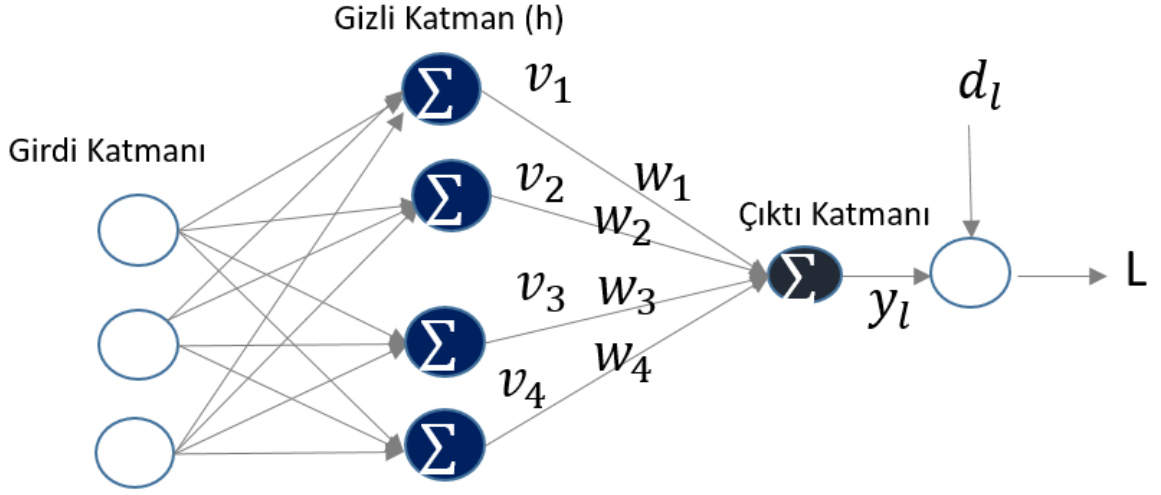 Gizli Katman (h)
Girdi Katmanı
Σ
v₁
w₁
d_l
Σ
v₂
w₂
Çıktı Katmanı
Σ
y_l
L
Σ
v₃
w₃
Σ
v₄
w₄